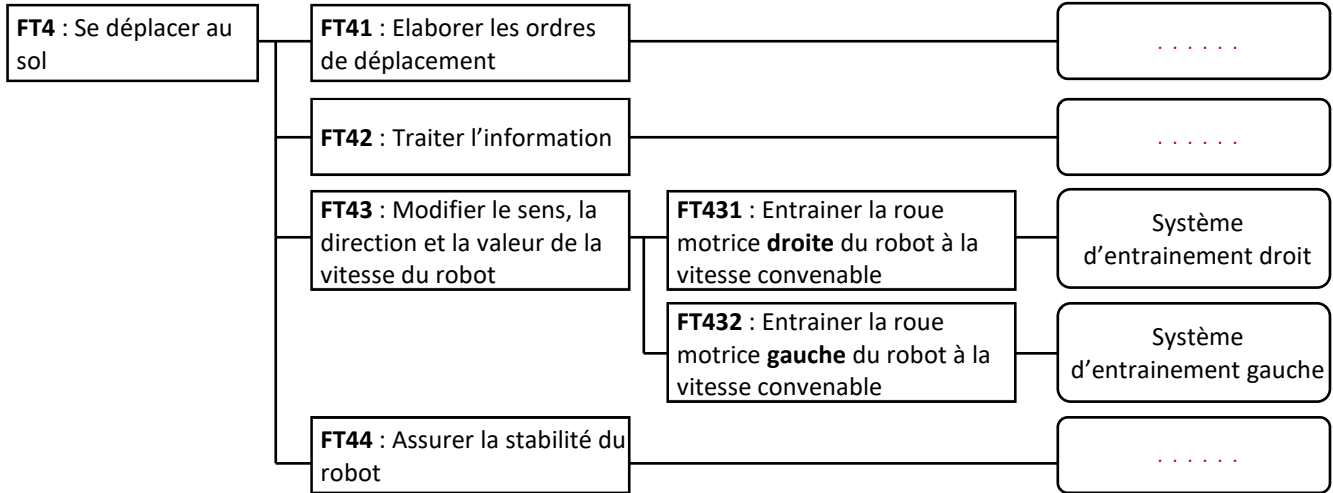 FT4 : Se déplacer au
sol
FT41 : Elaborer les ordres
de déplacement
. . . . . .
FT42 : Traiter l’information
. . . . . .
FT43 : Modifier le sens, la
direction et la valeur de la
vitesse du robot
FT431 : Entrainer la roue
motrice droite du robot à la
vitesse convenable
Système
d’entrainement droit
FT432 : Entrainer la roue
motrice gauche du robot à la
vitesse convenable
Système
d’entrainement gauche
FT44 : Assurer la stabilité du
robot
. . . . . .